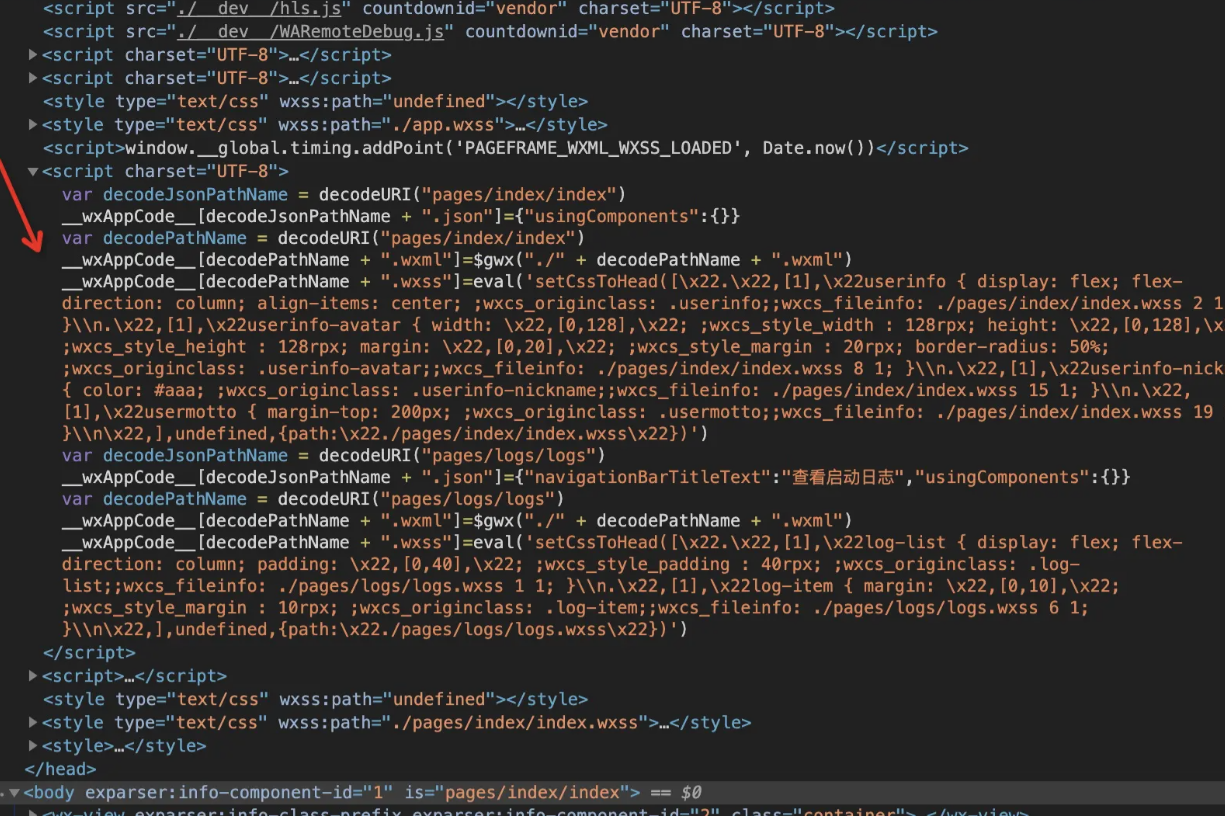 <script src="./__dev__/hls.js" countdownid="vendor" charset="UTF-8"></script>
<script src="./__dev__/WARemoteDebug.js" countdownid="vendor" charset="UTF-8"></script>
<script charset="UTF-8">…</script>
<script charset="UTF-8">…</script>
<style type="text/css" wxss:path="undefined"></style>
<style type="text/css" wxss:path="./app.wxss">…</style>
<script>window.__global.timing.addPoint('PAGEFRAME_WXML_WXSS_LOADED', Date.now())</script>
<script charset="UTF-8">
var decodeJsonPathName = decodeURI("pages/index/index")
__wxAppCode__[decodeJsonPathName + ".json"]={"usingComponents":{}}
var decodePathName = decodeURI("pages/index/index")
__wxAppCode__[decodePathName + ".wxml"]=$gwx("./" + decodePathName + ".wxml")
__wxAppCode__[decodePathName + ".wxss"]=eval('setCssToHead([\x22.\x22,[1],\x22userinfo { display: flex; flex-
direction: column; align-items: center; ;wxcs_originclass: .userinfo;;wxcs_fileinfo: ./pages/index/index.wxss 2 1
}\\n.\x22,[1],\x22userinfo-avatar { width: \x22,[0,128],\x22; ;wxcs_style_width : 128rpx; height: \x22,[0,128],\x
;wxcs_style_height : 128rpx; margin: \x22,[0,20],\x22; ;wxcs_style_margin : 20rpx; border-radius: 50%;
;wxcs_originclass: .userinfo-avatar;;wxcs_fileinfo: ./pages/index/index.wxss 8 1; }\\n.\x22,[1],\x22userinfo-nick
{ color: #aaa; ;wxcs_originclass: .userinfo-nickname;;wxcs_fileinfo: ./pages/index/index.wxss 15 1; }\\n.\x22,
[1],\x22usermotto { margin-top: 200px; ;wxcs_originclass: .usermotto;;wxcs_fileinfo: ./pages/index/index.wxss 19
}\\n\x22,],undefined,{path:\x22./pages/index/index.wxss\x22})')
var decodeJsonPathName = decodeURI("pages/logs/logs")
__wxAppCode__[decodeJsonPathName + ".json"]={"navigationBarTitleText":"查看启动日志","usingComponents":{}}
var decodePathName = decodeURI("pages/logs/logs")
__wxAppCode__[decodePathName + ".wxml"]=$gwx("./" + decodePathName + ".wxml")
__wxAppCode__[decodePathName + ".wxss"]=eval('setCssToHead([\x22.\x22,[1],\x22log-list { display: flex; flex-
direction: column; padding: \x22,[0,40],\x22; ;wxcs_style_padding : 40rpx; ;wxcs_originclass: .log-
list;;wxcs_fileinfo: ./pages/logs/logs.wxss 1 1; }\\n.\x22,[1],\x22log-item { margin: \x22,[0,10],\x22;
;wxcs_style_margin : 10rpx; ;wxcs_originclass: .log-item;;wxcs_fileinfo: ./pages/logs/logs.wxss 6 1;
}\\n\x22,],undefined,{path:\x22./pages/logs/logs.wxss\x22})')
</script>
<script>…</script>
<style type="text/css" wxss:path="undefined"></style>
<style type="text/css" wxss:path="./pages/index/index.wxss">…</style>
<style>…</style>
</head>
<body exparser:info-component-id="1" is="pages/index/index"> == $0
<wx-view exparser:info-class-prefix exparser:info-component-id="2" class="container">…</wx-view>